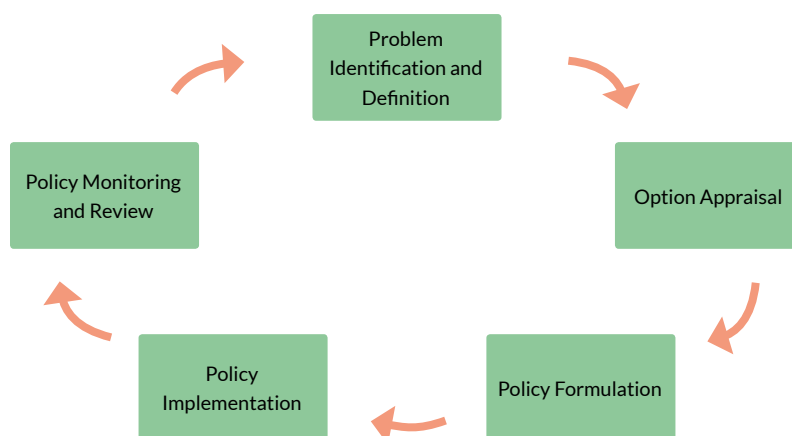 Problem
Identification and
Definition
Option Appraisal
Policy Formulation
Policy
Implementation
Policy Monitoring
and Review